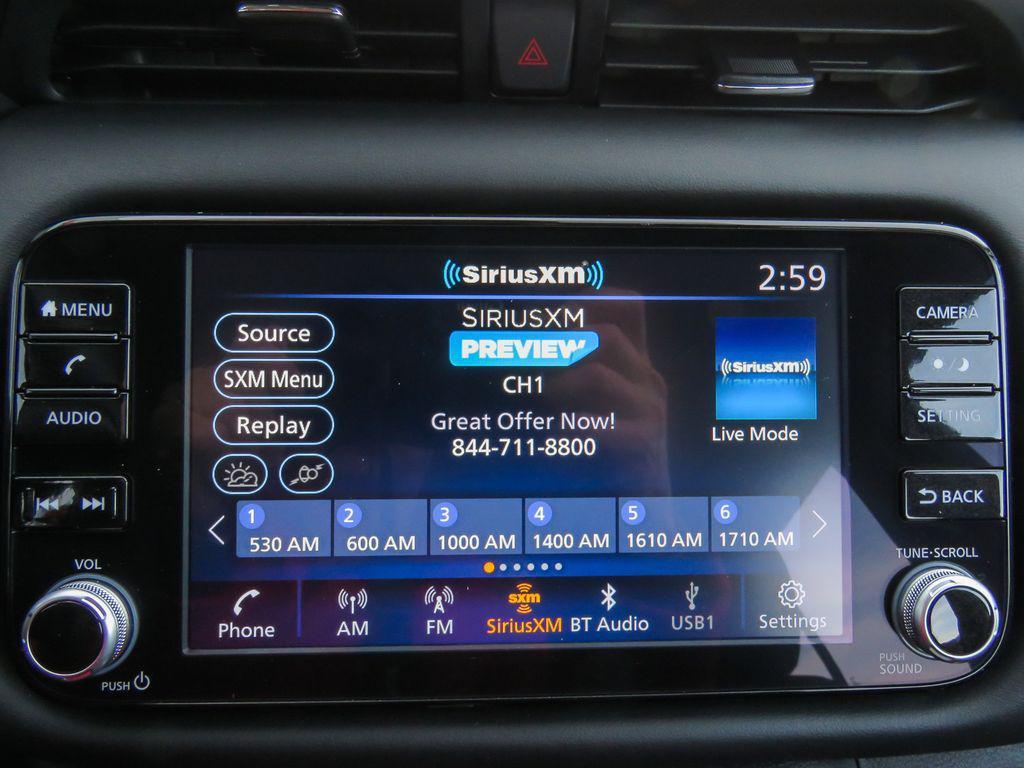 SiriusXM
2:59
MENU
AUDIO
VOL
PUSH
Source
SXM Menu
Replay
SIRIUSXM
PREVIEW
CH1
Great Offer Now!
844-711-8800
SiriusXM
Live Mode
1
530 AM
2
600 AM
3
1000 AM
4
1400 AM
5
1610 AM
6
1710 AM
Phone
AM
FM
sxm
SiriusXM
BT Audio
USB1
Settings
CAMERA
SETTING
BACK
TUNE·SCROLL
PUSH
SOUND